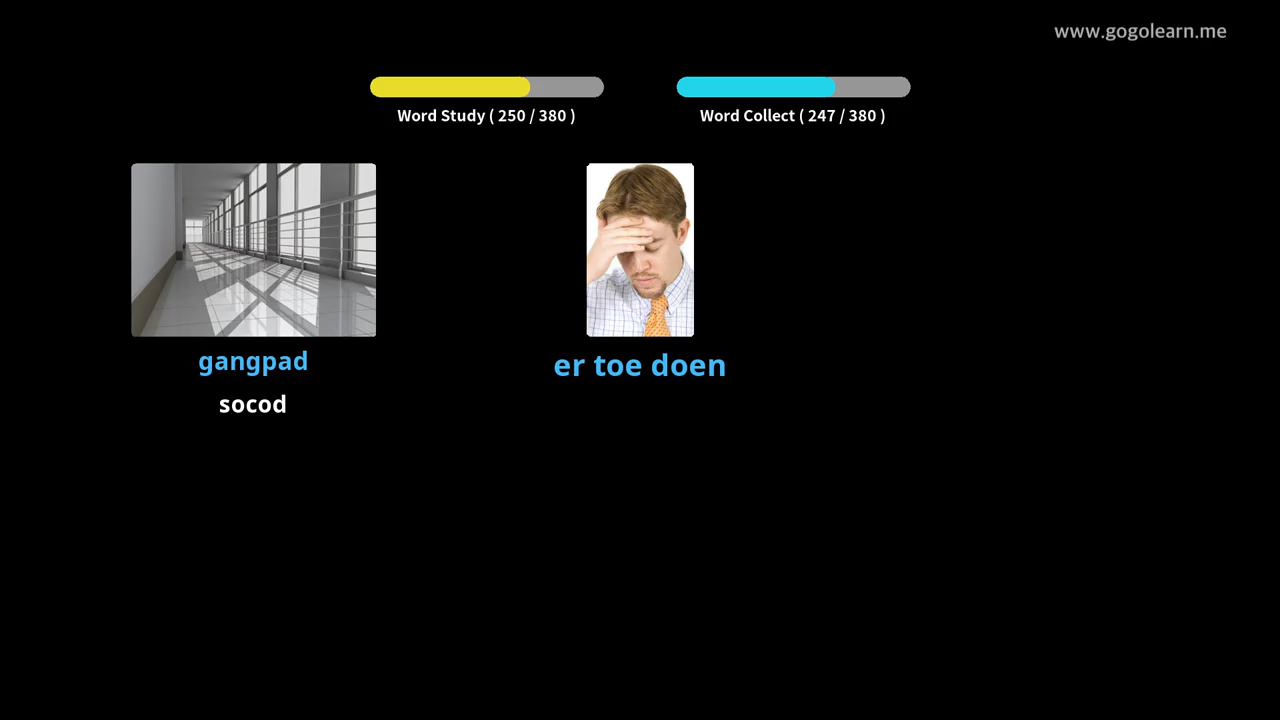 www.gogolearn.me
Word Study ( 250 / 380 )
Word Collect ( 247 / 380 )
gangpad
socod
er toe doen